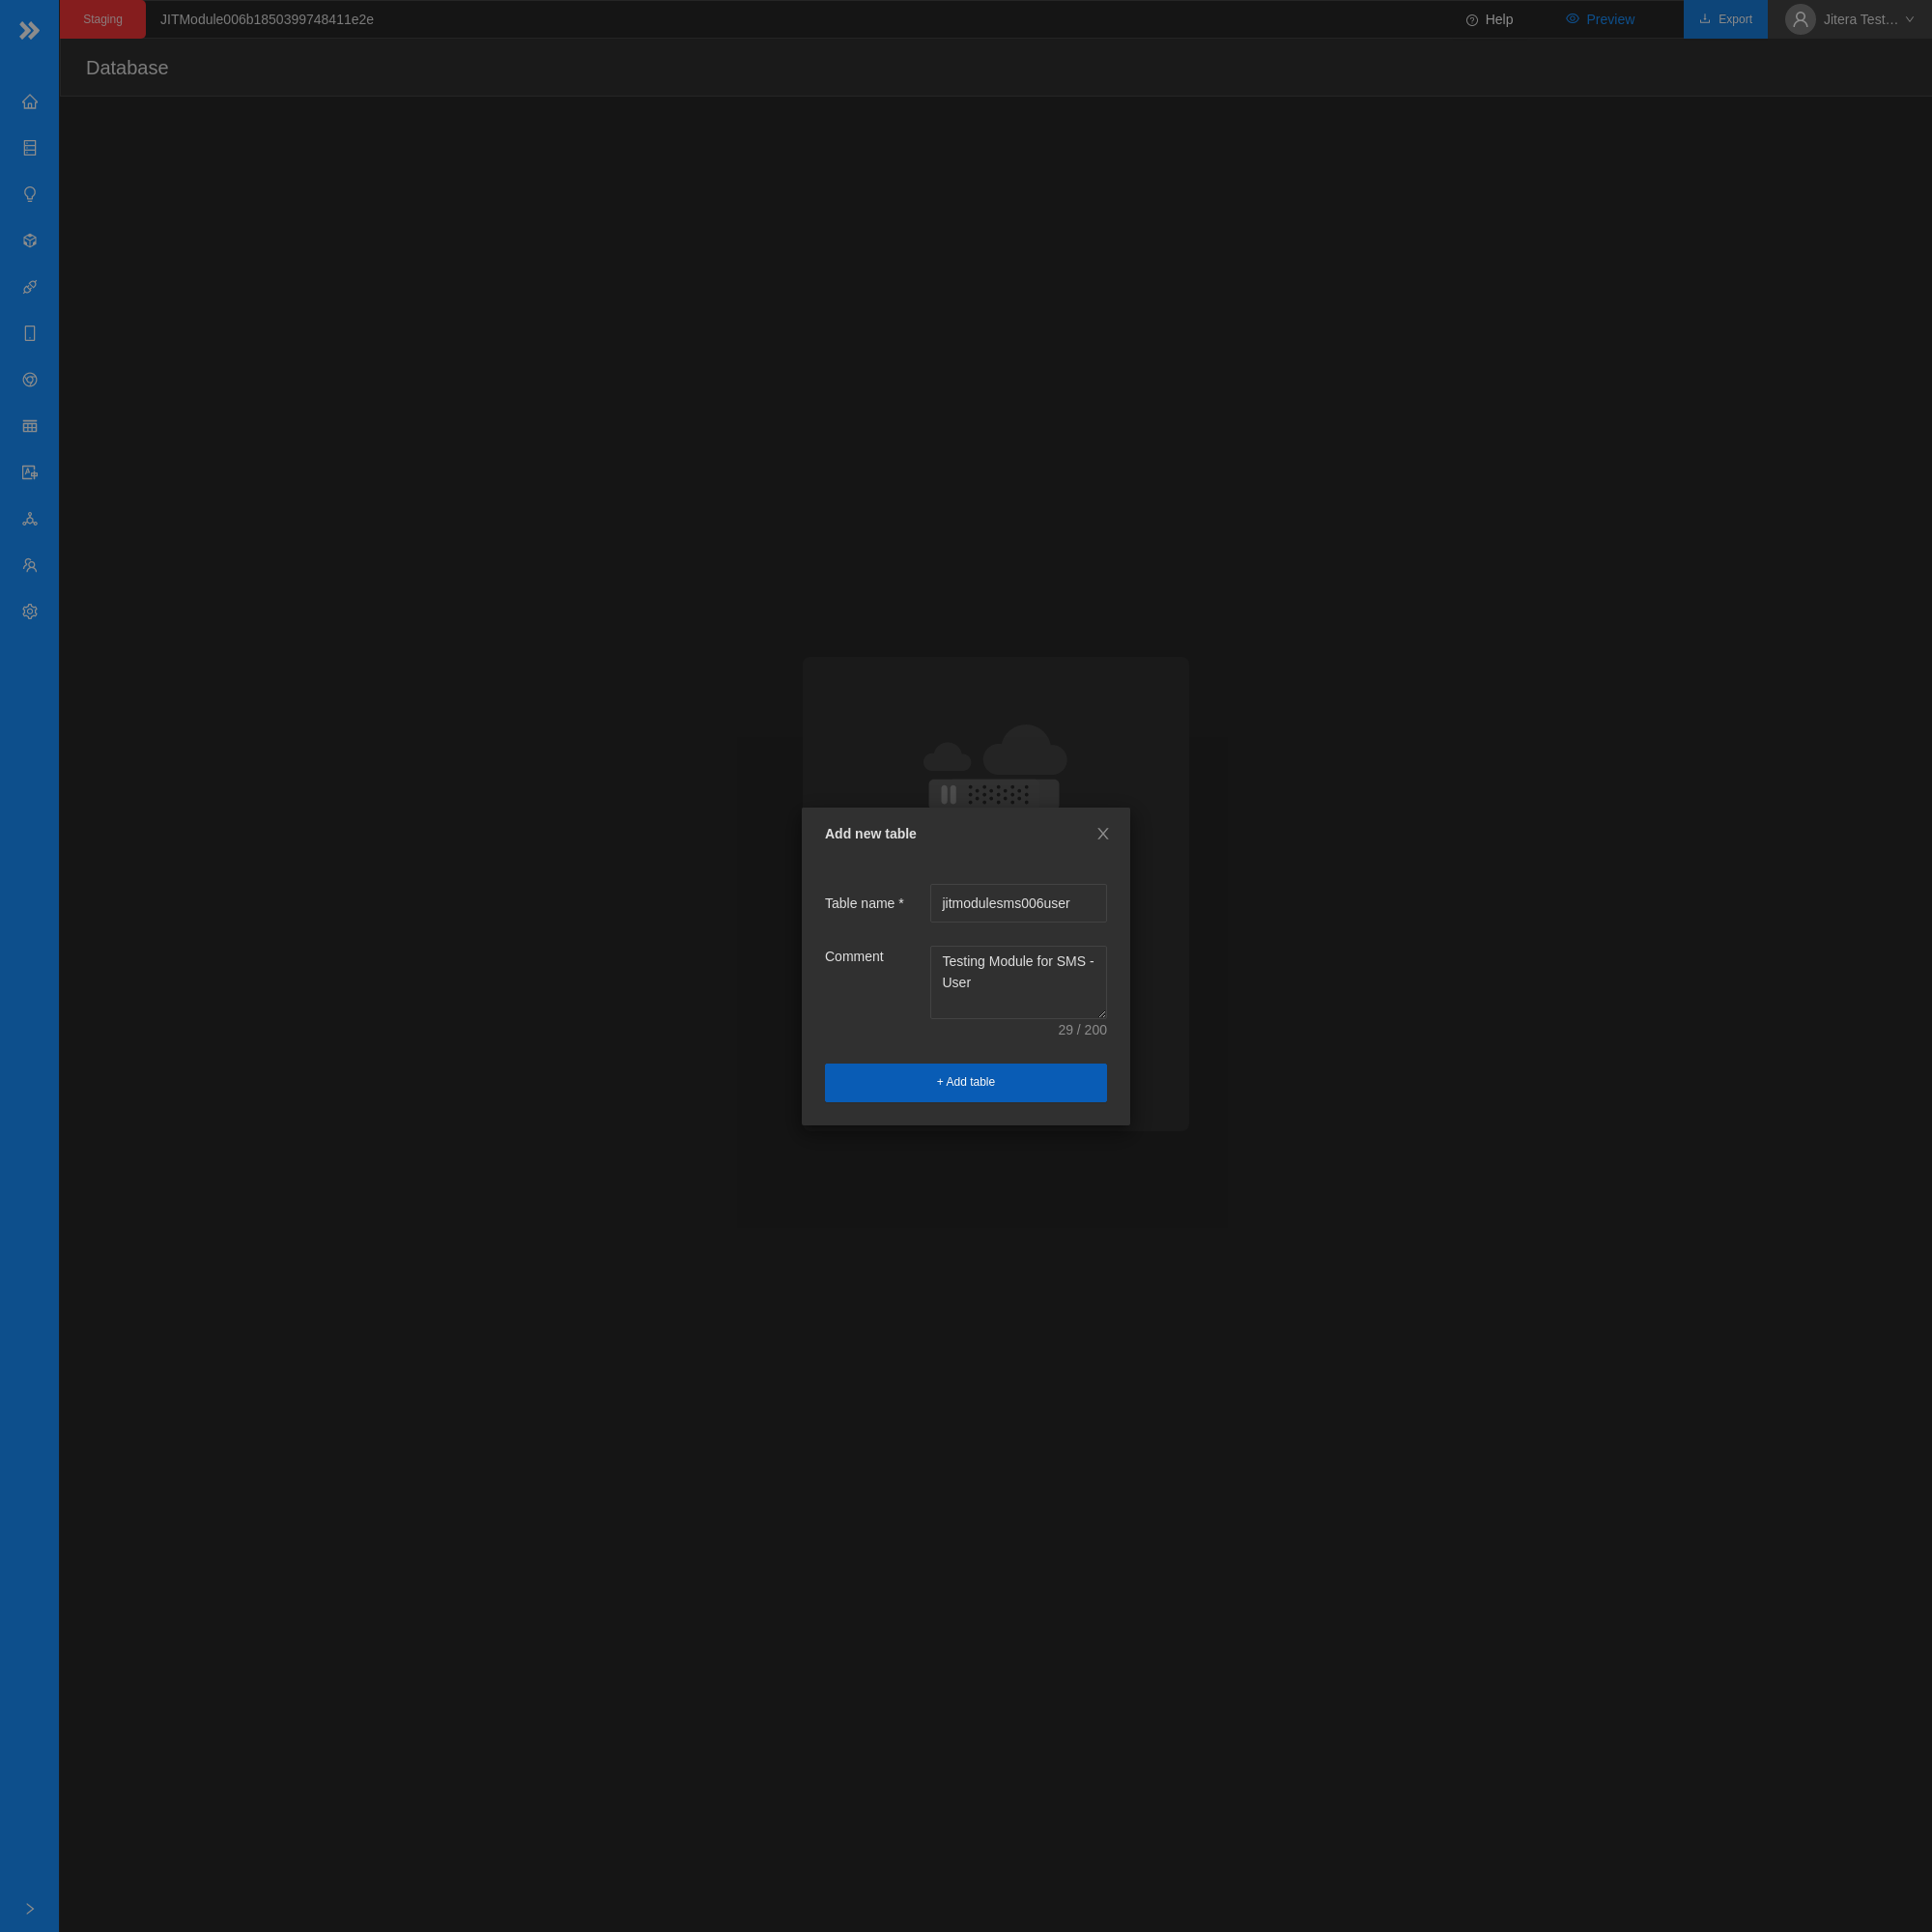 Staging
JITModule006b1850399748411e2e
Help
Preview
Export
Jitera Test…
Database
Add new table
Table name *
jitmodulesms006user
Comment
Testing Module for SMS -
User
29 / 200
+ Add table